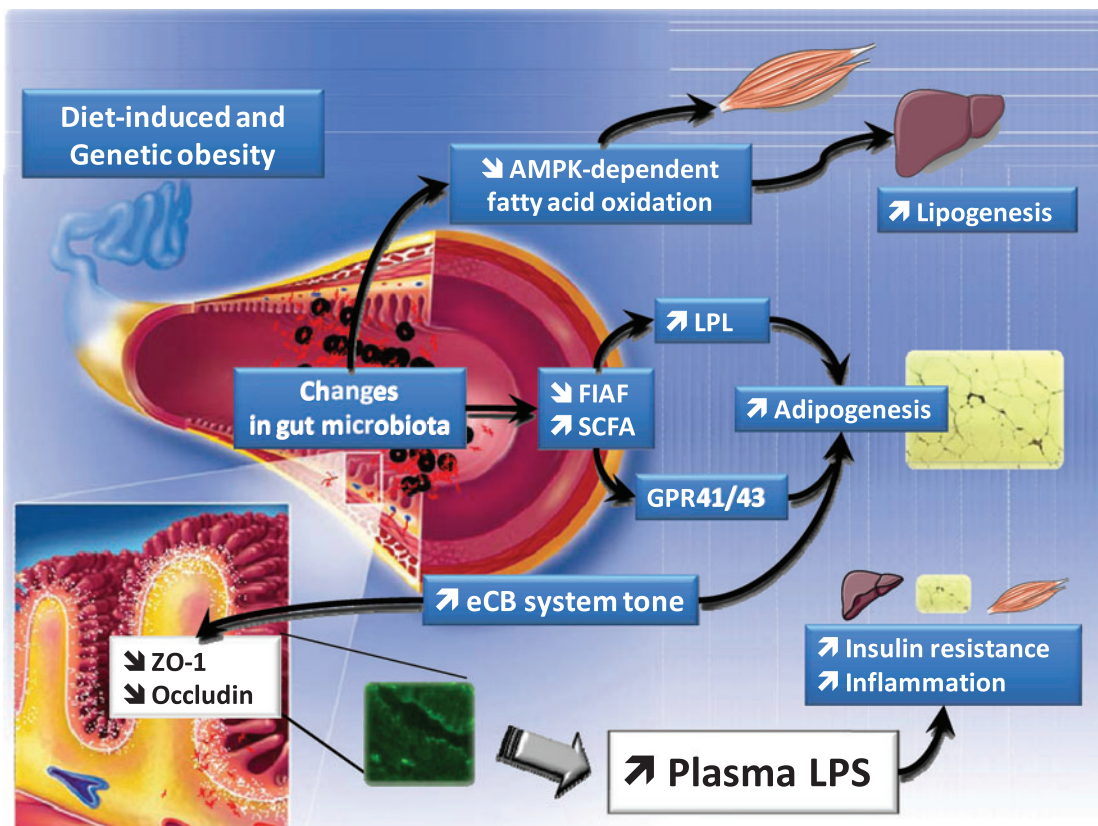 Diet-induced and
Genetic obesity
↘ AMPK-dependent
fatty acid oxidation
↗ Lipogenesis
↗ LPL
Changes
in gut microbiota
↘ FIAF
↗ SCFA
↗ Adipogenesis
GPR41/43
↗ eCB system tone
↘ ZO-1
↘ Occludin
↗ Insulin resistance
↗ Inflammation
↗ Plasma LPS